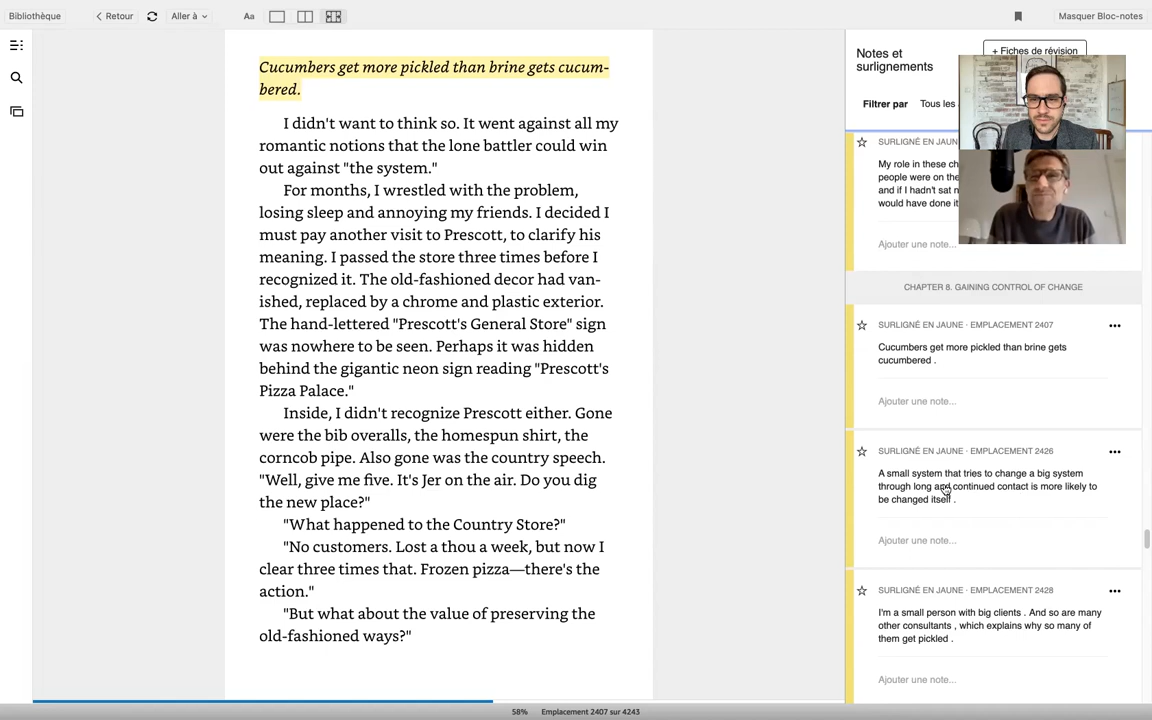 Bibliothèque
Retour
Aller à
Aa
Masquer Bloc-notes
Cucumbers get more pickled than brine gets cucum-
bered.
I didn't want to think so. It went against all my
romantic notions that the lone battler could win
out against "the system."
For months, I wrestled with the problem,
losing sleep and annoying my friends. I decided I
must pay another visit to Prescott, to clarify his
meaning. I passed the store three times before I
recognized it. The old-fashioned decor had van-
ished, replaced by a chrome and plastic exterior.
The hand-lettered "Prescott's General Store" sign
was nowhere to be seen. Perhaps it was hidden
behind the gigantic neon sign reading "Prescott's
Pizza Palace."
Inside, I didn't recognize Prescott either. Gone
were the bib overalls, the homespun shirt, the
corncob pipe. Also gone was the country speech.
"Well, give me five. It's Jer on the air. Do you dig
the new place?"
"What happened to the Country Store?"
"No customers. Lost a thou a week, but now I
clear three times that. Frozen pizza—there's the
action."
"But what about the value of preserving the
old-fashioned ways?"
Notes et
surlignements
+ Fiches de révision
Filtrer par
Tous les
SURLIGNÉ EN JAUN
My role in these ch
people were on the
and if I hadn't sat n
would have done it
Ajouter une note...
CHAPTER 8. GAINING CONTROL OF CHANGE
SURLIGNÉ EN JAUNE · EMPLACEMENT 2407
Cucumbers get more pickled than brine gets
cucumbered .
Ajouter une note...
SURLIGNÉ EN JAUNE · EMPLACEMENT 2426
A small system that tries to change a big system
through long and continued contact is more likely to
be changed itself .
Ajouter une note...
SURLIGNÉ EN JAUNE · EMPLACEMENT 2428
I'm a small person with big clients . And so are many
other consultants , which explains why so many of
them get pickled .
Ajouter une note...
58% Emplacement 2407 sur 4243